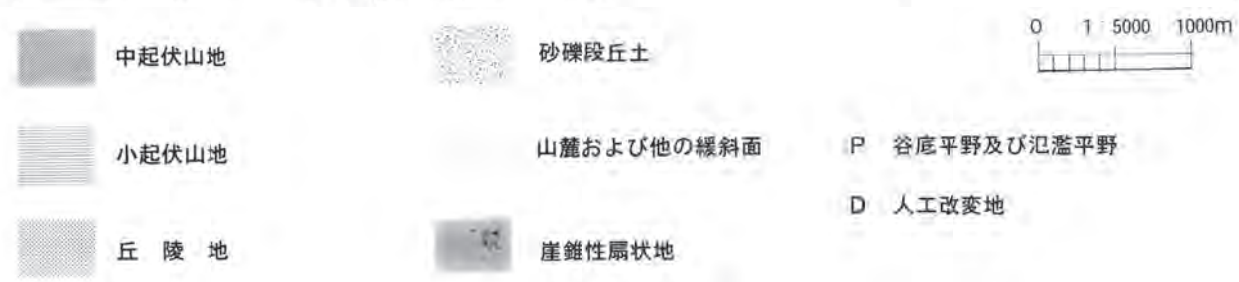 0 1 5000 1000m
中起伏山地
砂礫段丘土
小起伏山地
山麓および他の緩斜面
P 谷底平野及び氾濫平野
D 人工改変地
丘 陵 地
崖錐性扇状地